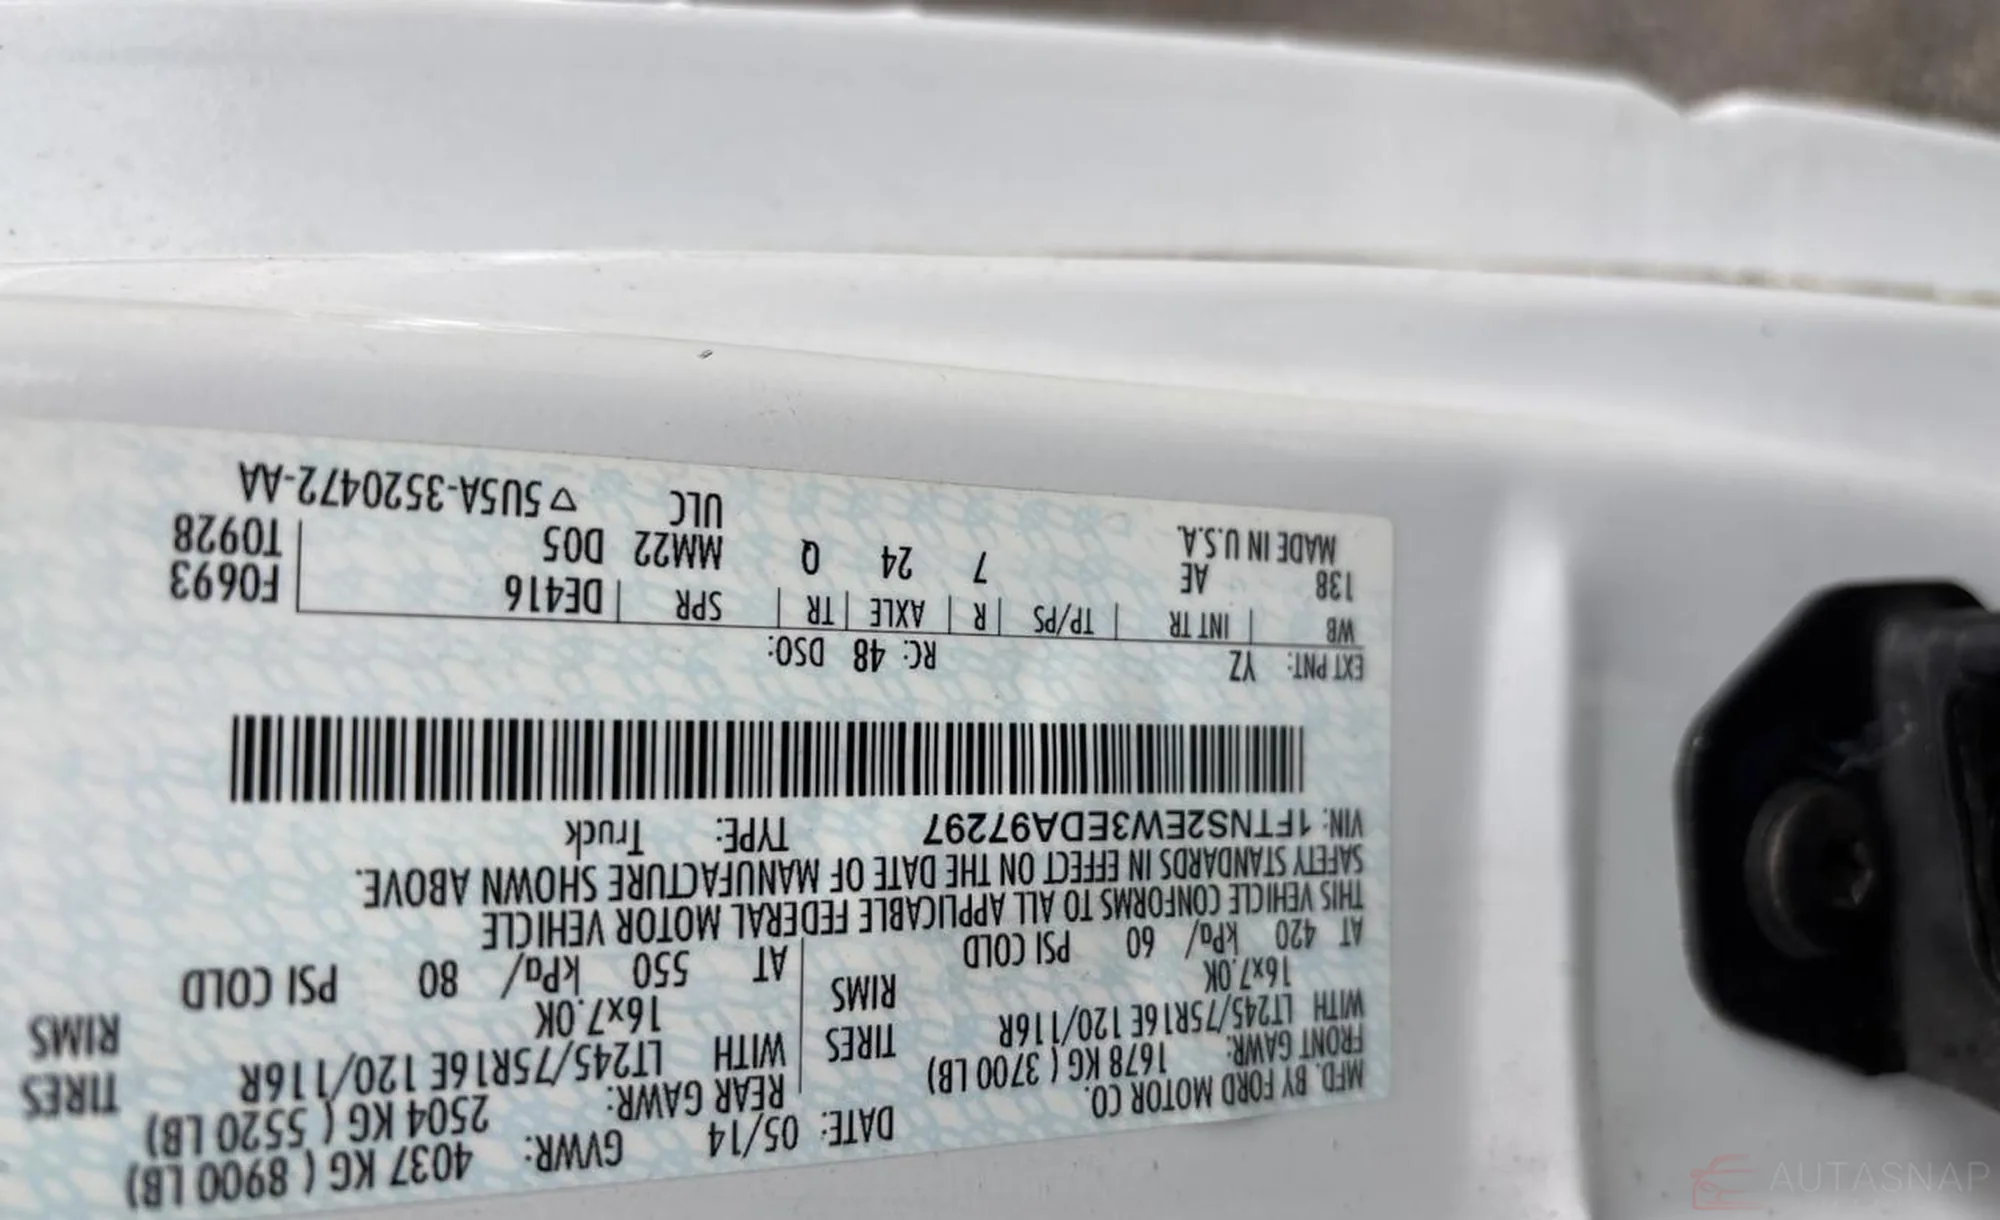 MFD. BY FORD MOTOR CO. DATE: 05/14 GVWR: 4037 KG ( 8900 LB)
FRONT GAWR: 1678 KG ( 3700 LB) REAR GAWR: 2504 KG ( 5520 LB)
WITH LT245/75R16E 120/116R TIRES WITH LT245/75R16E 120/116R TIRES
16x7.0K RIMS 16x7.0K RIMS
AT 420 kPa/ 60 PSI COLD AT 550 kPa/ 80 PSI COLD
THIS VEHICLE CONFORMS TO ALL APPLICABLE FEDERAL MOTOR VEHICLE
SAFETY STANDARDS IN EFFECT ON THE DATE OF MANUFACTURE SHOWN ABOVE.
VIN: 1FTNS2EW3EDA97297 TYPE: Truck
EXT PNT: YZ RC: 48 DSO:
WB | INT TR | TP/PS | R | AXLE | TR | SPR | DE416 F0693
138 AE 7 24 Q MM22 D05 T0928
MADE IN U.S.A. ULC ▽ 5U5A-3520472-AA
AUTASNAP